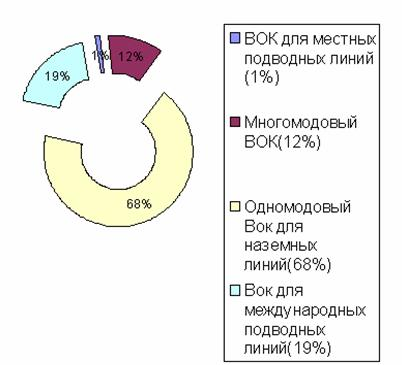 19%
1%
12%
68%
ВОК для местных
подводных линий
(1%)
Многомодовый
ВОК(12%)
Одномодовый
Вок для
наземных
линий(68%)
Вок для
международных
подводных
линий(19%)